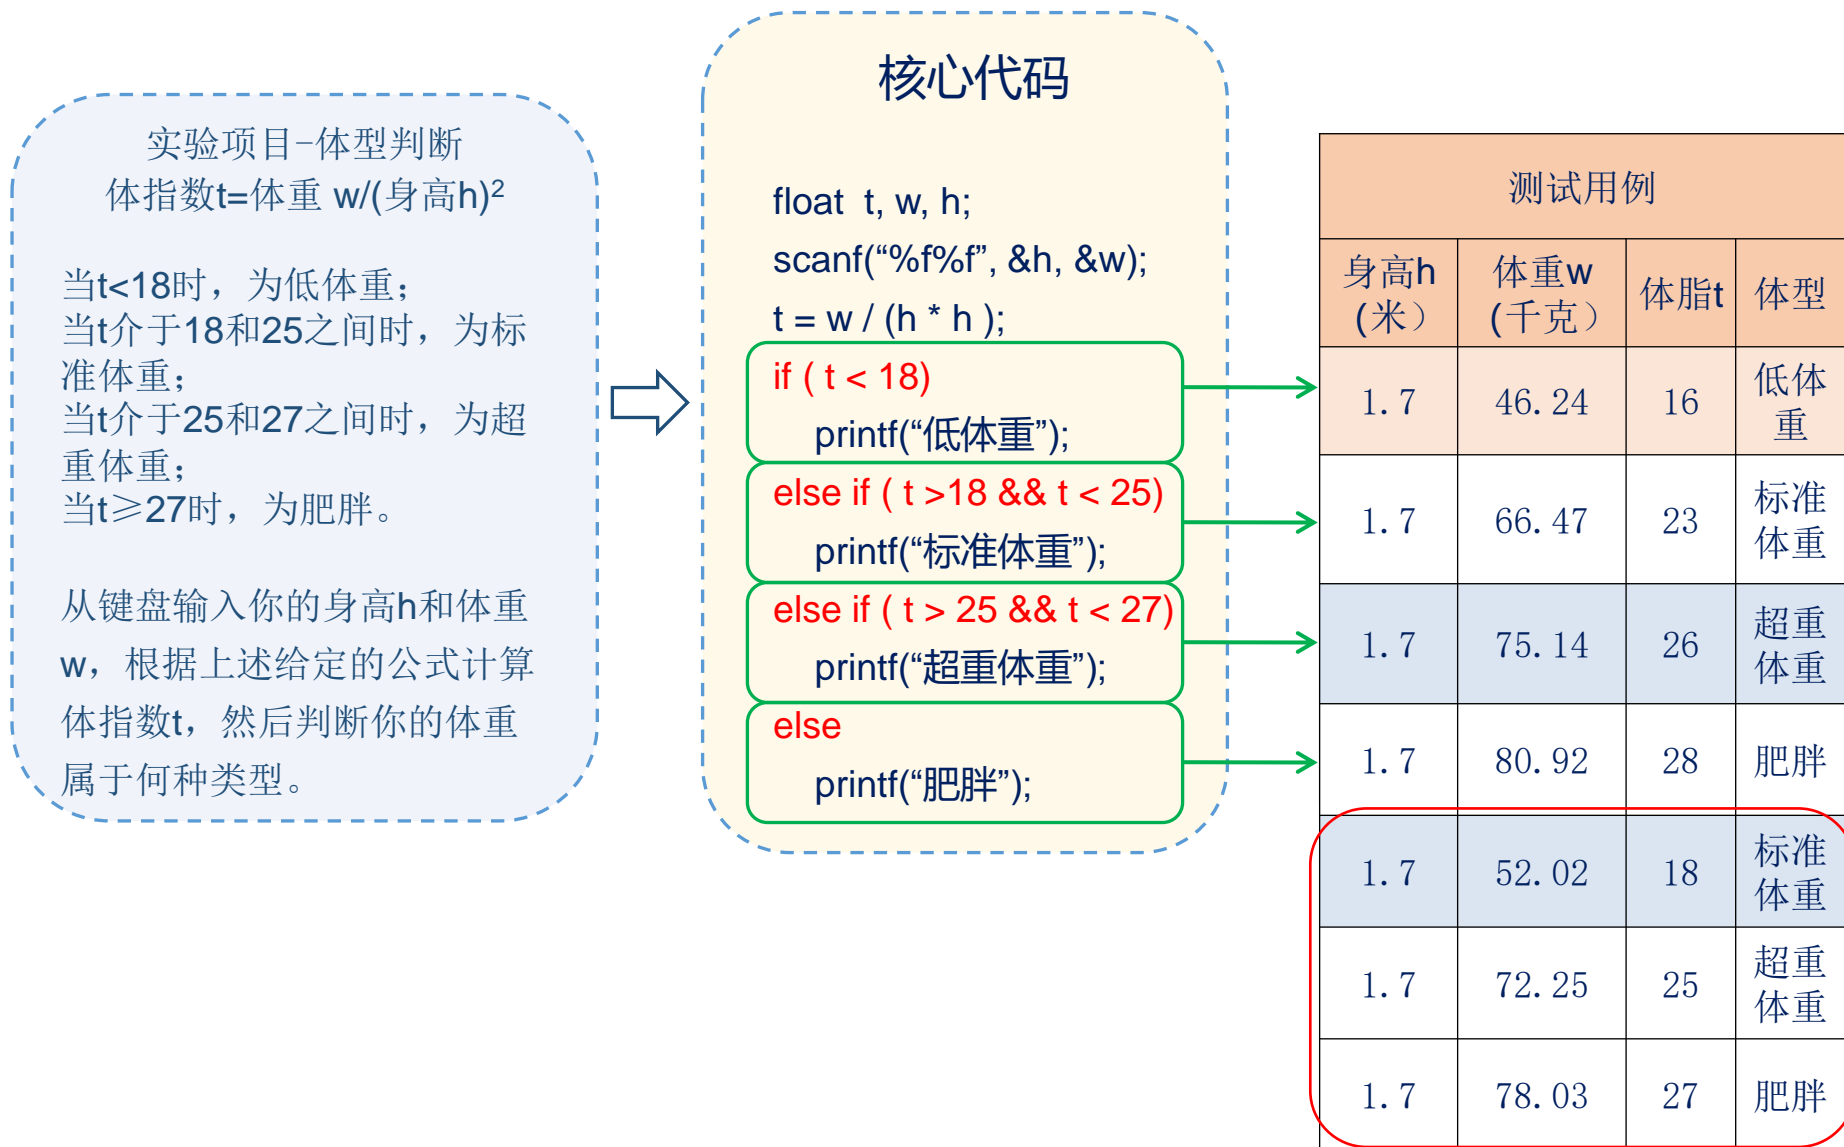 实验项目-体型判断
体指数t=体重 w/(身高h)²
当t<18时，为低体重；
当t介于18和25之间时，为标
准体重；
当t介于25和27之间时，为超
重体重；
当t≥27时，为肥胖。
从键盘输入你的身高h和体重
w，根据上述给定的公式计算
体指数t，然后判断你的体重
属于何种类型。
核心代码
float t, w, h;
scanf(“%f%f”, &h, &w);
t = w / (h * h );
if ( t < 18)
printf(“低体重”);
else if ( t >18 && t < 25)
printf(“标准体重”);
else if ( t > 25 && t < 27)
printf(“超重体重”);
else
printf(“肥胖”);
测试用例
身高h
(米）
体重w
(千克）
体脂t
体型
1.7 46.24 16 低体
重
1.7 66.47 23 标准
体重
1.7 75.14 26 超重
体重
1.7 80.92 28 肥胖
1.7 52.02 18 标准
体重
1.7 72.25 25 超重
体重
1.7 78.03 27 肥胖